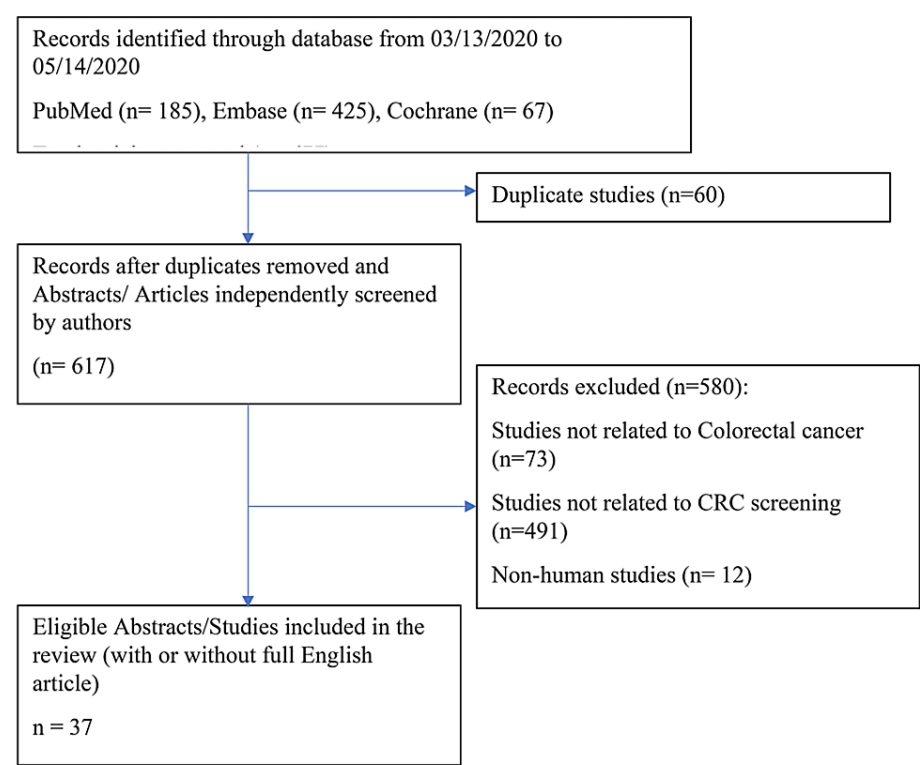 Records identified through database from 03/13/2020 to
05/14/2020
PubMed (n= 185), Embase (n= 425), Cochrane (n= 67)
Duplicate studies (n=60)
Records after duplicates removed and
Abstracts/ Articles independently screened
by authors
(n= 617)
Records excluded (n=580):
Studies not related to Colorectal cancer
(n=73)
Studies not related to CRC screening
(n=491)
Non-human studies (n= 12)
Eligible Abstracts/Studies included in the
review (with or without full English
article)
n = 37